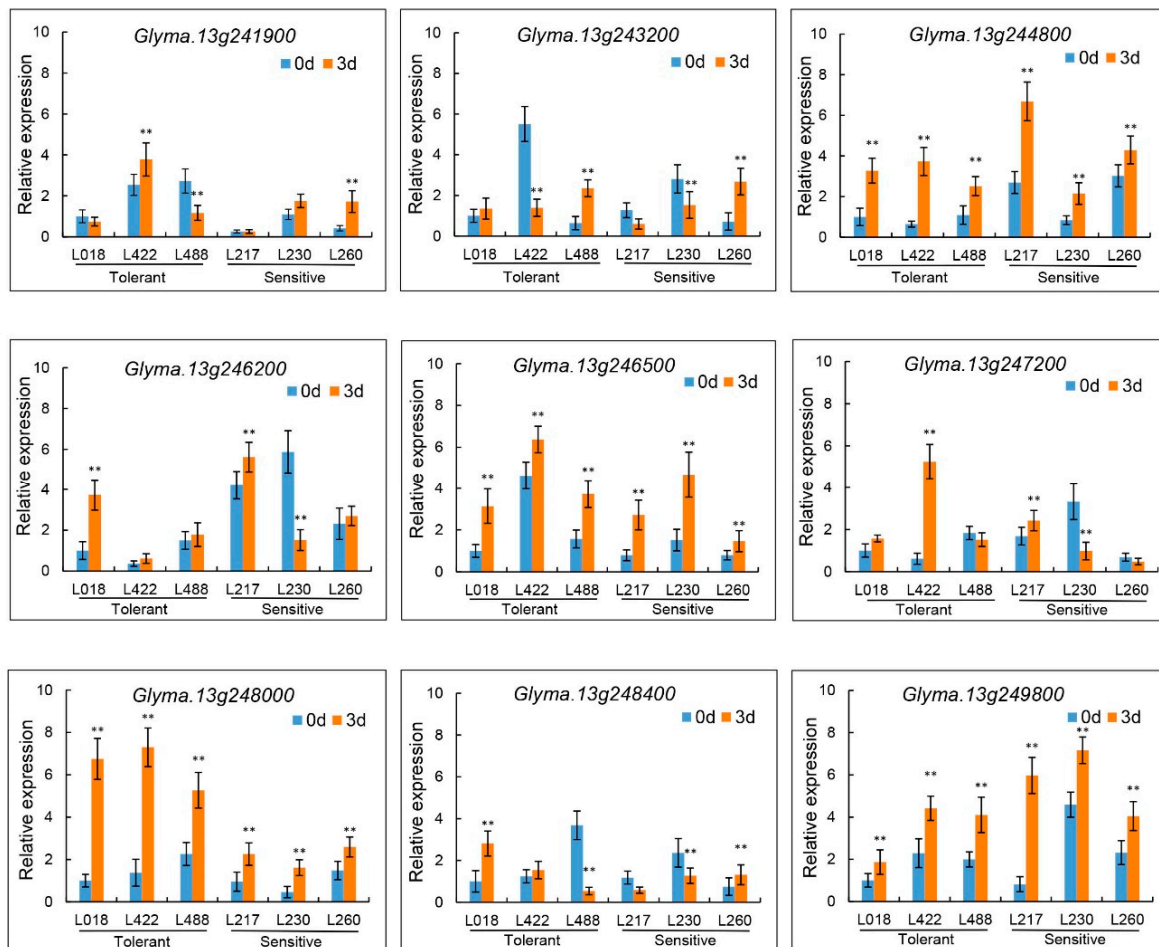 Glyma.13g241900
0d 3d
Relative expression
10
8
6
4
2
0
**
**
**
L018 L422 L488 L217 L230 L260
Tolerant Sensitive
Glyma.13g243200
0d 3d
Relative expression
10
8
6
4
2
0
**
**
**
**
L018 L422 L488 L217 L230 L260
Tolerant Sensitive
Glyma.13g244800
0d 3d
Relative expression
10
8
6
4
2
0
**
**
**
**
**
**
L018 L422 L488 L217 L230 L260
Tolerant Sensitive
Glyma.13g246200
0d 3d
Relative expression
10
8
6
4
2
0
**
**
**
L018 L422 L488 L217 L230 L260
Tolerant Sensitive
Glyma.13g246500
0d 3d
Relative expression
10
8
6
4
2
0
**
**
**
**
**
**
L018 L422 L488 L217 L230 L260
Tolerant Sensitive
Glyma.13g247200
0d 3d
Relative expression
10
8
6
4
2
0
**
**
**
L018 L422 L488 L217 L230 L260
Tolerant Sensitive
Glyma.13g248000
0d 3d
Relative expression
10
8
6
4
2
0
**
**
**
**
**
**
L018 L422 L488 L217 L230 L260
Tolerant Sensitive
Glyma.13g248400
0d 3d
Relative expression
10
8
6
4
2
0
**
**
**
**
L018 L422 L488 L217 L230 L260
Tolerant Sensitive
Glyma.13g249800
0d 3d
Relative expression
10
8
6
4
2
0
**
**
**
**
**
**
L018 L422 L488 L217 L230 L260
Tolerant Sensitive